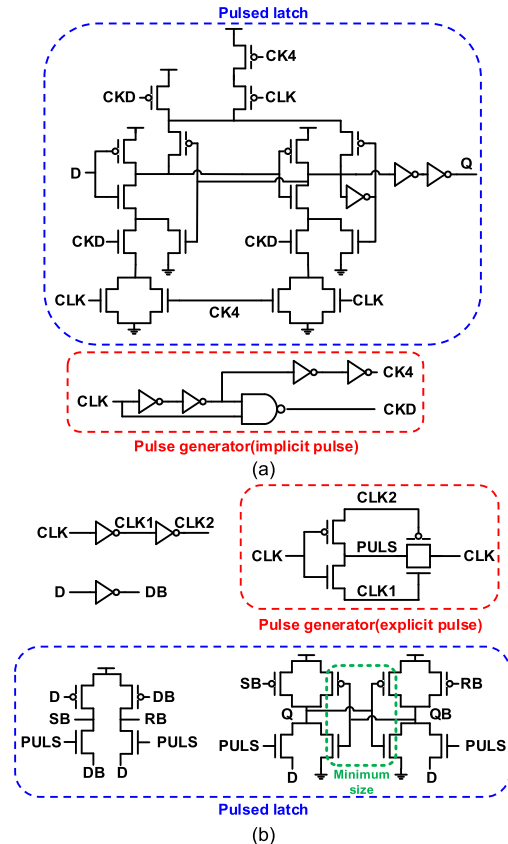 Pulsed latch
CK4
CKD
CLK
D
Q
CKD
CKD
CLK
CK4
CLK
CLK
CK4
CKD
Pulse generator(implicit pulse)
(a)
CLK
CLK1
CLK2
D
DB
CLK2
CLK
PULS
CLK
CLK1
Pulse generator(explicit pulse)
D
DB
SB
RB
PULS
PULS
DB
D
SB
RB
Q
QB
PULS
PULS
D
D
Minimum
size
Pulsed latch
(b)